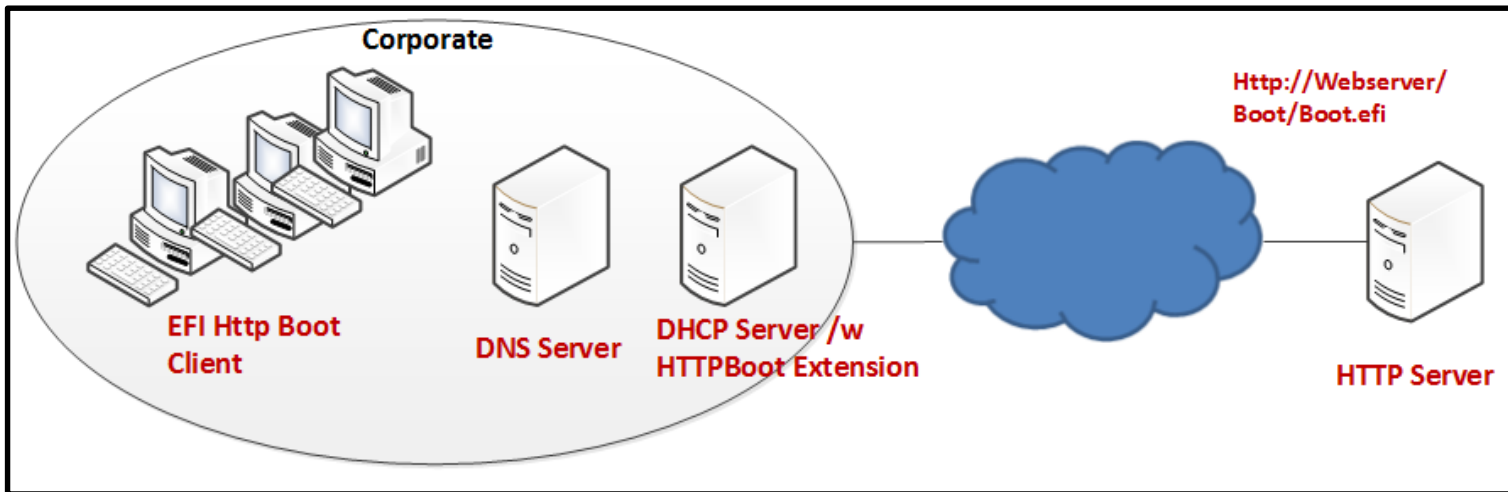 Corporate
Http://Webserver/
Boot/Boot.efi
EFI Http Boot
Client
DNS Server
DHCP Server /w
HTTPBoot Extension
HTTP Server